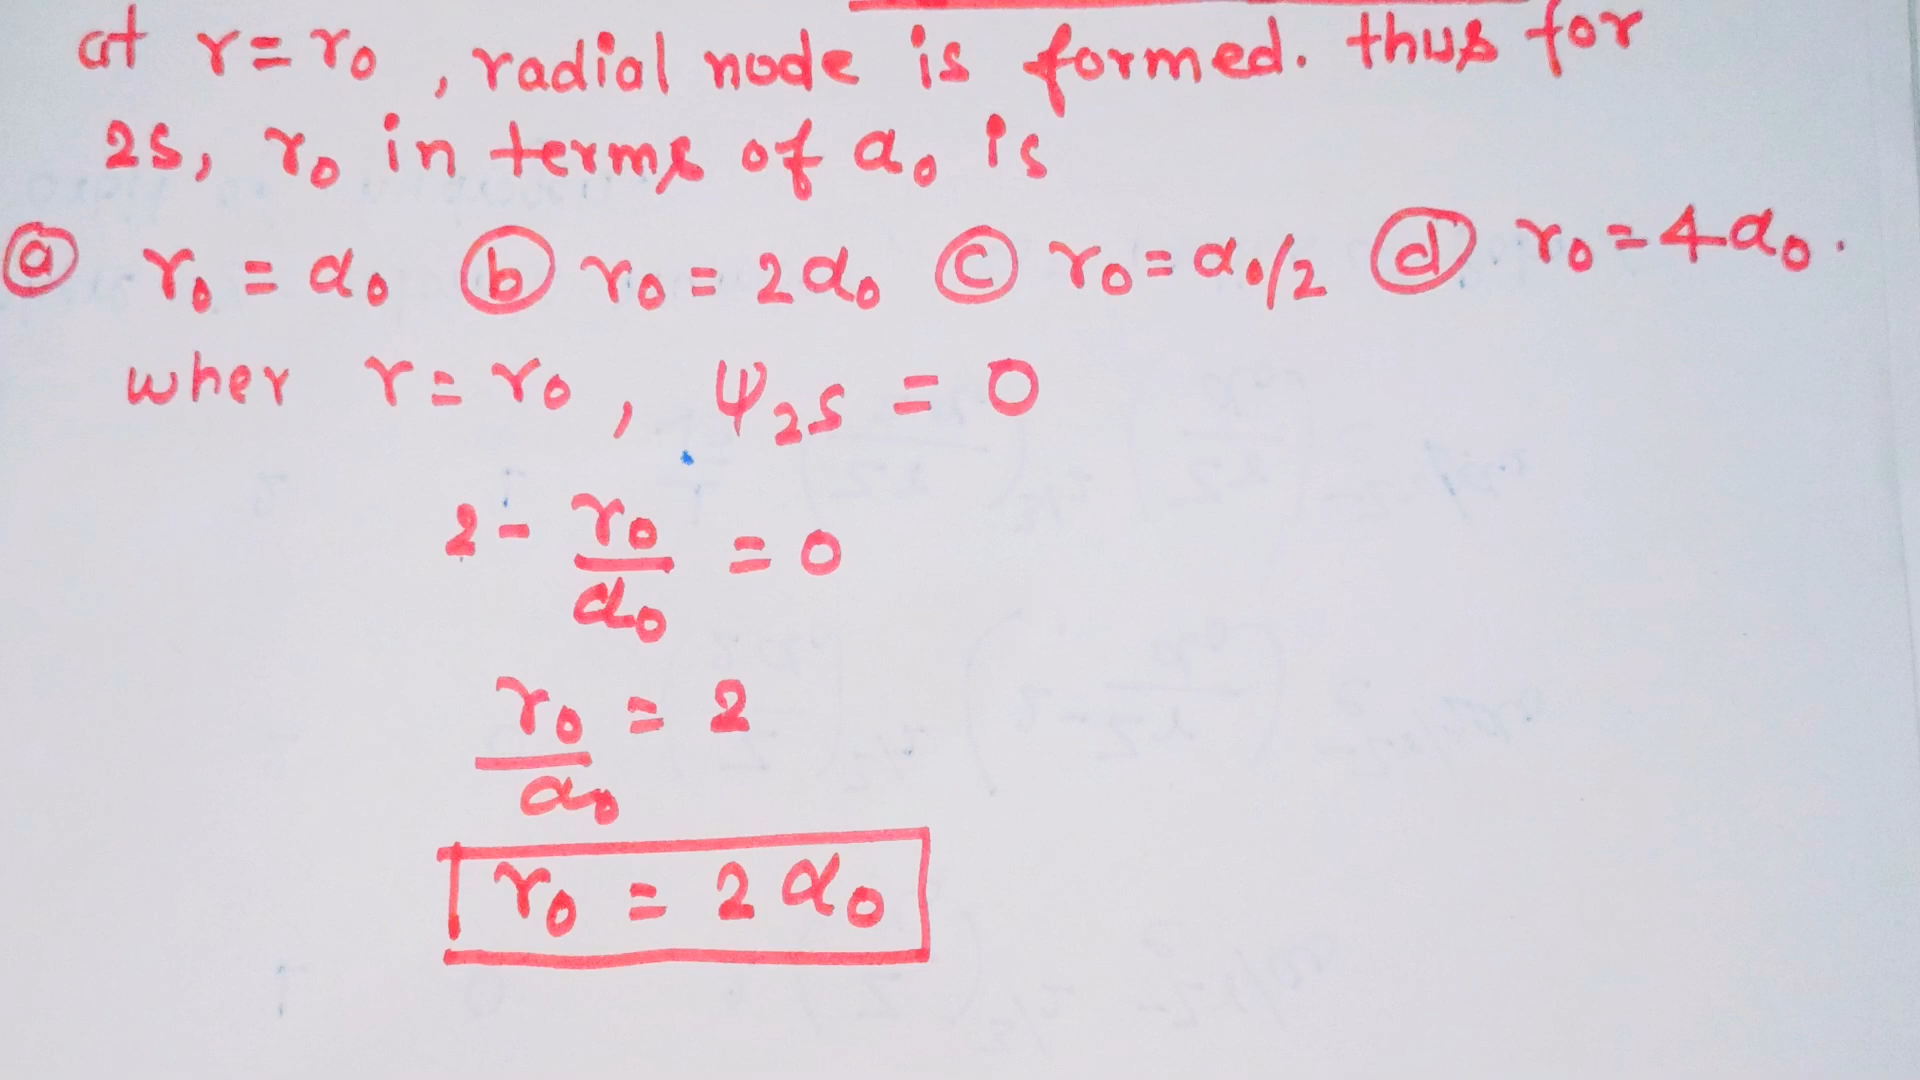 at r = r₀, radial node is formed. thus for
2s, r₀ in terms of a₀ is
ⓐ r₀ = a₀ ⓑ r₀ = 2a₀ ⓒ r₀ = a₀/2 ⓓ r₀ = 4a₀.
wher r = r₀, Ψ₂ₛ = 0
2 - r₀/a₀ = 0
r₀/a₀ = 2
r₀ = 2a₀